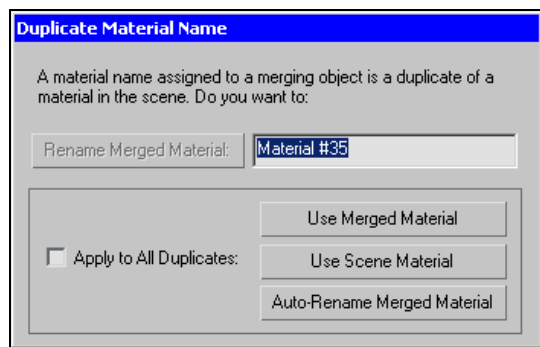 Duplicate Material Name
A material name assigned to a merging object is a duplicate of a
material in the scene. Do you want to:
Rename Merged Material: Material #35
Use Merged Material
Apply to All Duplicates: Use Scene Material
Auto-Rename Merged Material